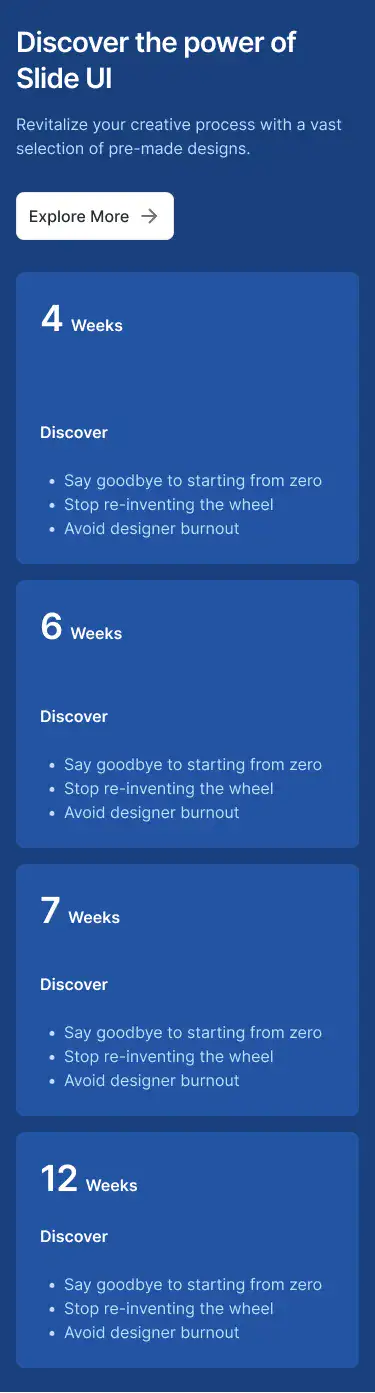 Discover the power of
Slide UI
Revitalize your creative process with a vast
selection of pre-made designs.
Explore More
4 Weeks
Discover
• Say goodbye to starting from zero
• Stop re-inventing the wheel
• Avoid designer burnout
6 Weeks
Discover
• Say goodbye to starting from zero
• Stop re-inventing the wheel
• Avoid designer burnout
7 Weeks
Discover
• Say goodbye to starting from zero
• Stop re-inventing the wheel
• Avoid designer burnout
12 Weeks
Discover
• Say goodbye to starting from zero
• Stop re-inventing the wheel
• Avoid designer burnout